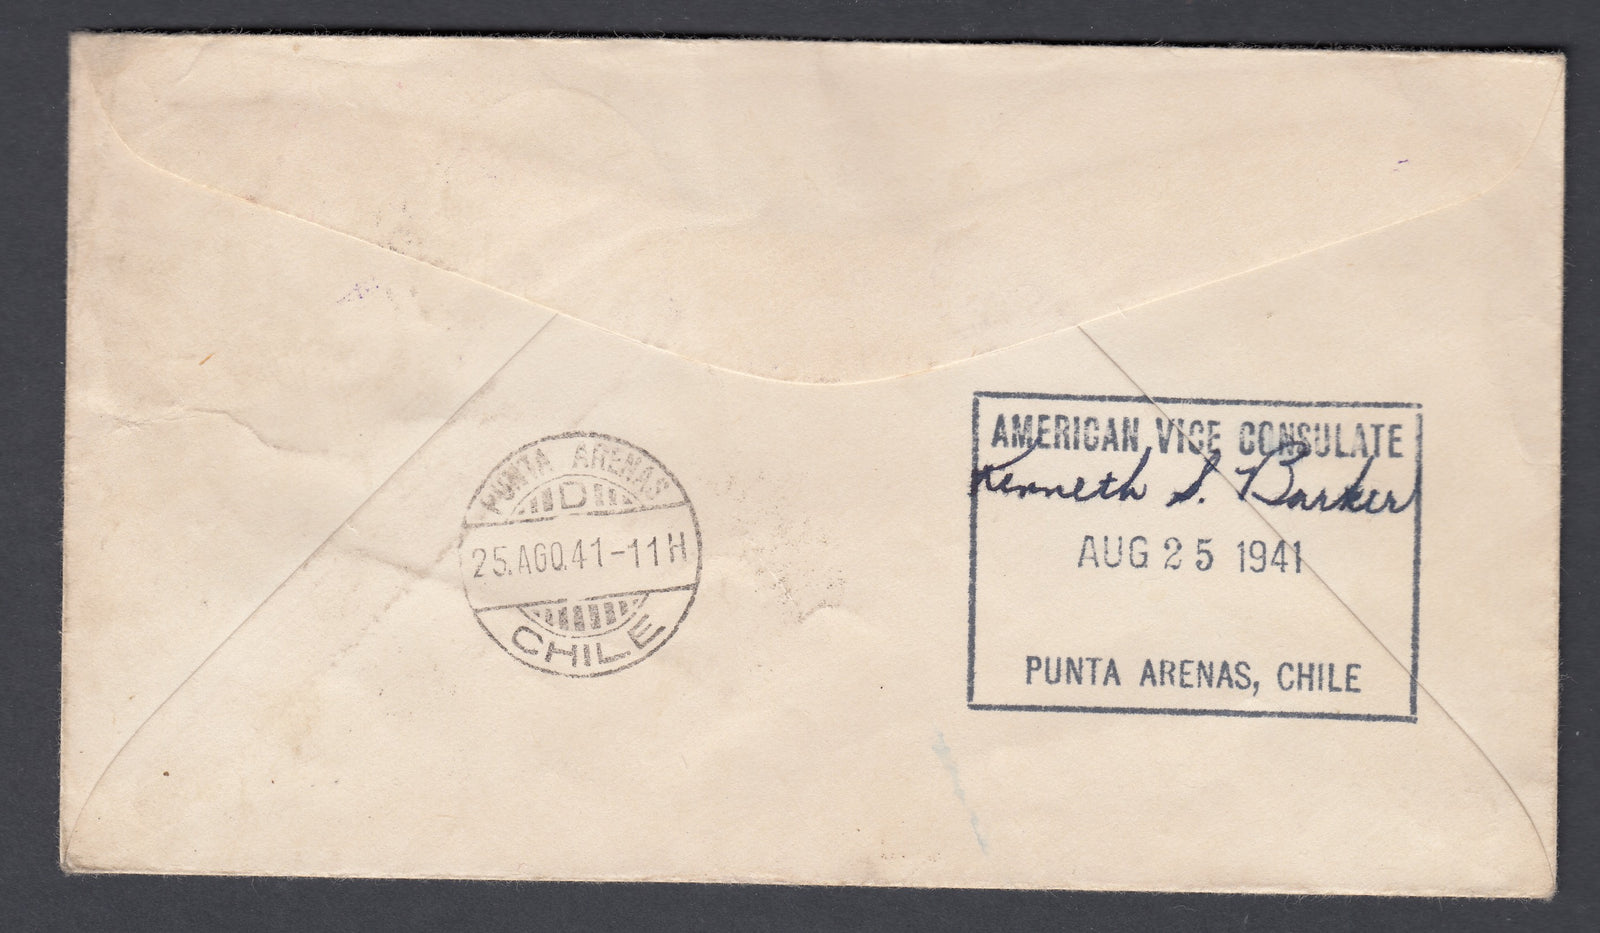 PUNTA ARENAS
D
25.AGO.41-11H
CHILE
AMERICAN VICE CONSULATE
Kenneth S. Barker
AUG 25 1941
PUNTA ARENAS, CHILE